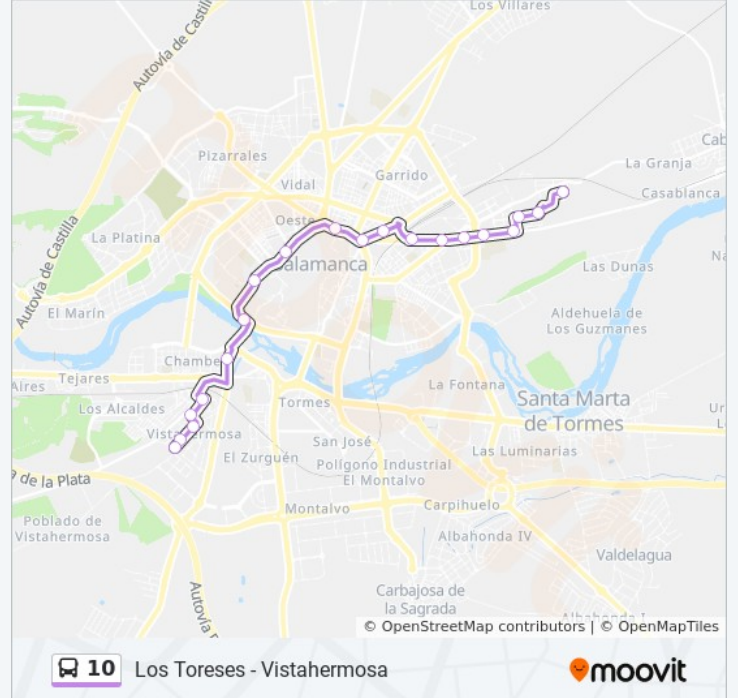 Los Villares
Autovía de Castill
Cab
Pizarrales
Garrido
La Granja
Vidal
Casablanca
Oeste
La Platina
Na
Salamanca
Las Dunas
Autovía de Castilla
El Marín
Aldehuela de
Los Guzmanes
Chambe
Aires
Tejares
La Fontana
Santa Marta
de Tormes
Los Alcaldes
Tormes
Ur
L
Vistahermosa
San José
Las Luminarias
El Zurguén
Polígono Industrial
El Montalvo
a de la Plata
Montalvo
Carpihuelo
Poblado de
Vistahermosa
Albahonda IV
Valdelagua
Autovía r
Carbajosa de
la Sagrada
Albahonda I
© OpenStreetMap contributors | © OpenMapTiles
10 Los Toreses - Vistahermosa
moovit